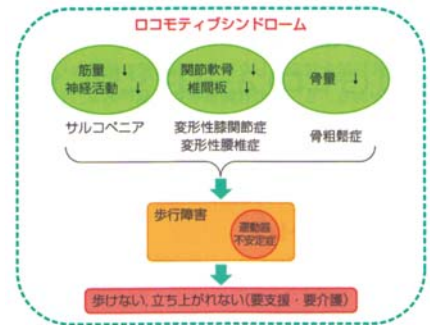 ロコモティブシンドローム
筋量 ↓
神経活動 ↓
関節軟骨 ↓
椎間板 ↓
骨量 ↓
サルコペニア
変形性膝関節症
変形性腰椎症
骨粗鬆症
歩行障害
運動器
不安定症
歩けない,立ち上がれない(要支援・要介護)